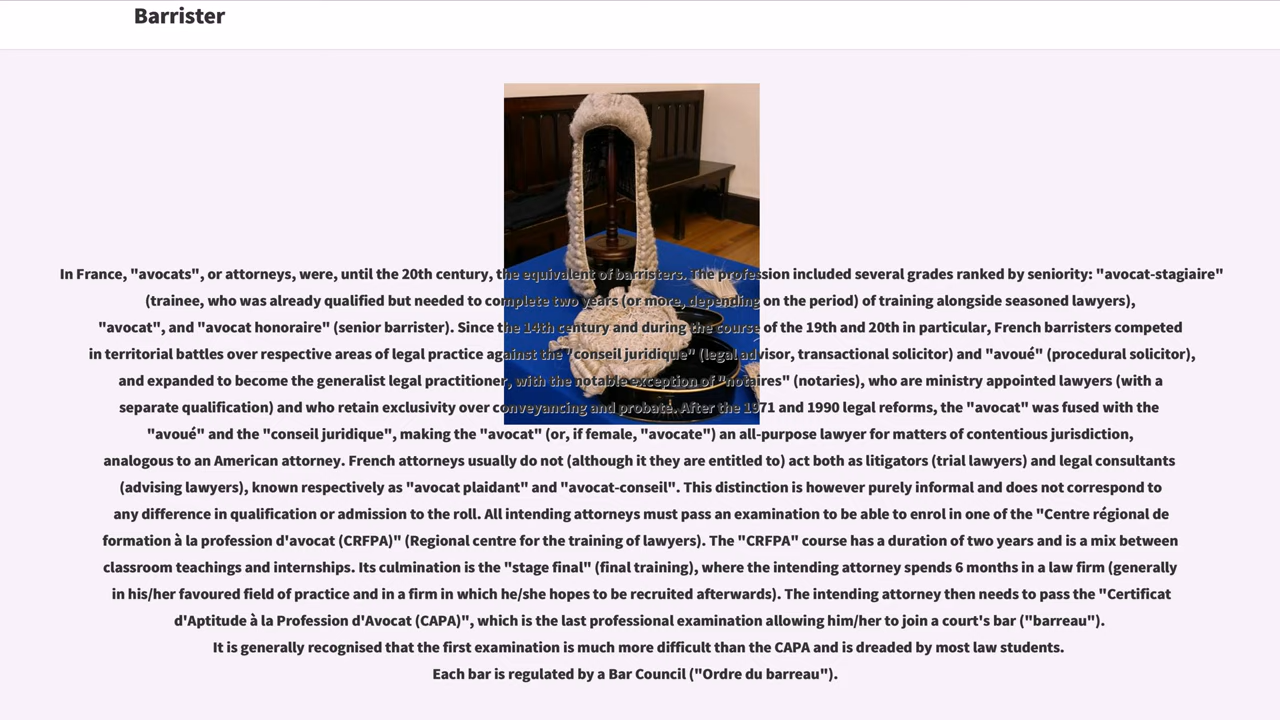 Barrister
In France, "avocats", or attorneys, were, until the 20th century, the equivalent of barristers. The profession included several grades ranked by seniority: "avocat-stagiaire"
(trainee, who was already qualified but needed to complete two years (or more, depending on the period) of training alongside seasoned lawyers),
"avocat", and "avocat honoraire" (senior barrister). Since the 14th century and during the course of the 19th and 20th in particular, French barristers competed
in territorial battles over respective areas of legal practice against the "conseil juridique" (legal advisor, transactional solicitor) and "avoué" (procedural solicitor),
and expanded to become the generalist legal practitioner, with the notable exception of "notaires" (notaries), who are ministry appointed lawyers (with a
separate qualification) and who retain exclusivity over conveyancing and probate. After the 1971 and 1990 legal reforms, the "avocat" was fused with the
"avoué" and the "conseil juridique", making the "avocat" (or, if female, "avocate") an all-purpose lawyer for matters of contentious jurisdiction,
analogous to an American attorney. French attorneys usually do not (although it they are entitled to) act both as litigators (trial lawyers) and legal consultants
(advising lawyers), known respectively as "avocat plaidant" and "avocat-conseil". This distinction is however purely informal and does not correspond to
any difference in qualification or admission to the roll. All intending attorneys must pass an examination to be able to enrol in one of the "Centre régional de
formation à la profession d'avocat (CRFPA)" (Regional centre for the training of lawyers). The "CRFPA" course has a duration of two years and is a mix between
classroom teachings and internships. Its culmination is the "stage final" (final training), where the intending attorney spends 6 months in a law firm (generally
in his/her favoured field of practice and in a firm in which he/she hopes to be recruited afterwards). The intending attorney then needs to pass the "Certificat
d'Aptitude à la Profession d'Avocat (CAPA)", which is the last professional examination allowing him/her to join a court's bar ("barreau").
It is generally recognised that the first examination is much more difficult than the CAPA and is dreaded by most law students.
Each bar is regulated by a Bar Council ("Ordre du barreau").